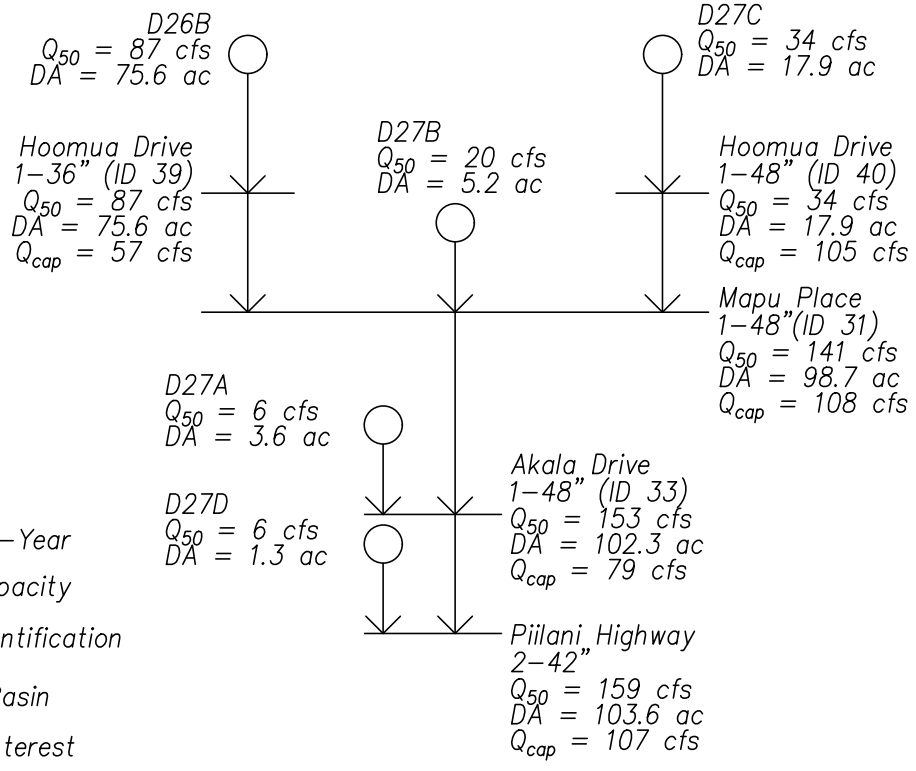 D26B
Q50 = 87 cfs
DA = 75.6 ac
D27C
Q50 = 34 cfs
DA = 17.9 ac
Hoomua Drive
1-36" (ID 39)
Q50 = 87 cfs
DA = 75.6 ac
Qcap = 57 cfs
D27B
Q50 = 20 cfs
DA = 5.2 ac
Hoomua Drive
1-48" (ID 40)
Q50 = 34 cfs
DA = 17.9 ac
Qcap = 105 cfs
Mapu Place
1-48"(ID 31)
Q50 = 141 cfs
DA = 98.7 ac
Qcap = 108 cfs
D27A
Q50 = 6 cfs
DA = 3.6 ac
Akala Drive
1-48" (ID 33)
Q50 = 153 cfs
DA = 102.3 ac
Qcap = 79 cfs
D27D
Q50 = 6 cfs
DA = 1.3 ac
Piilani Highway
2-42"
Q50 = 159 cfs
DA = 103.6 ac
Qcap = 107 cfs
-Year